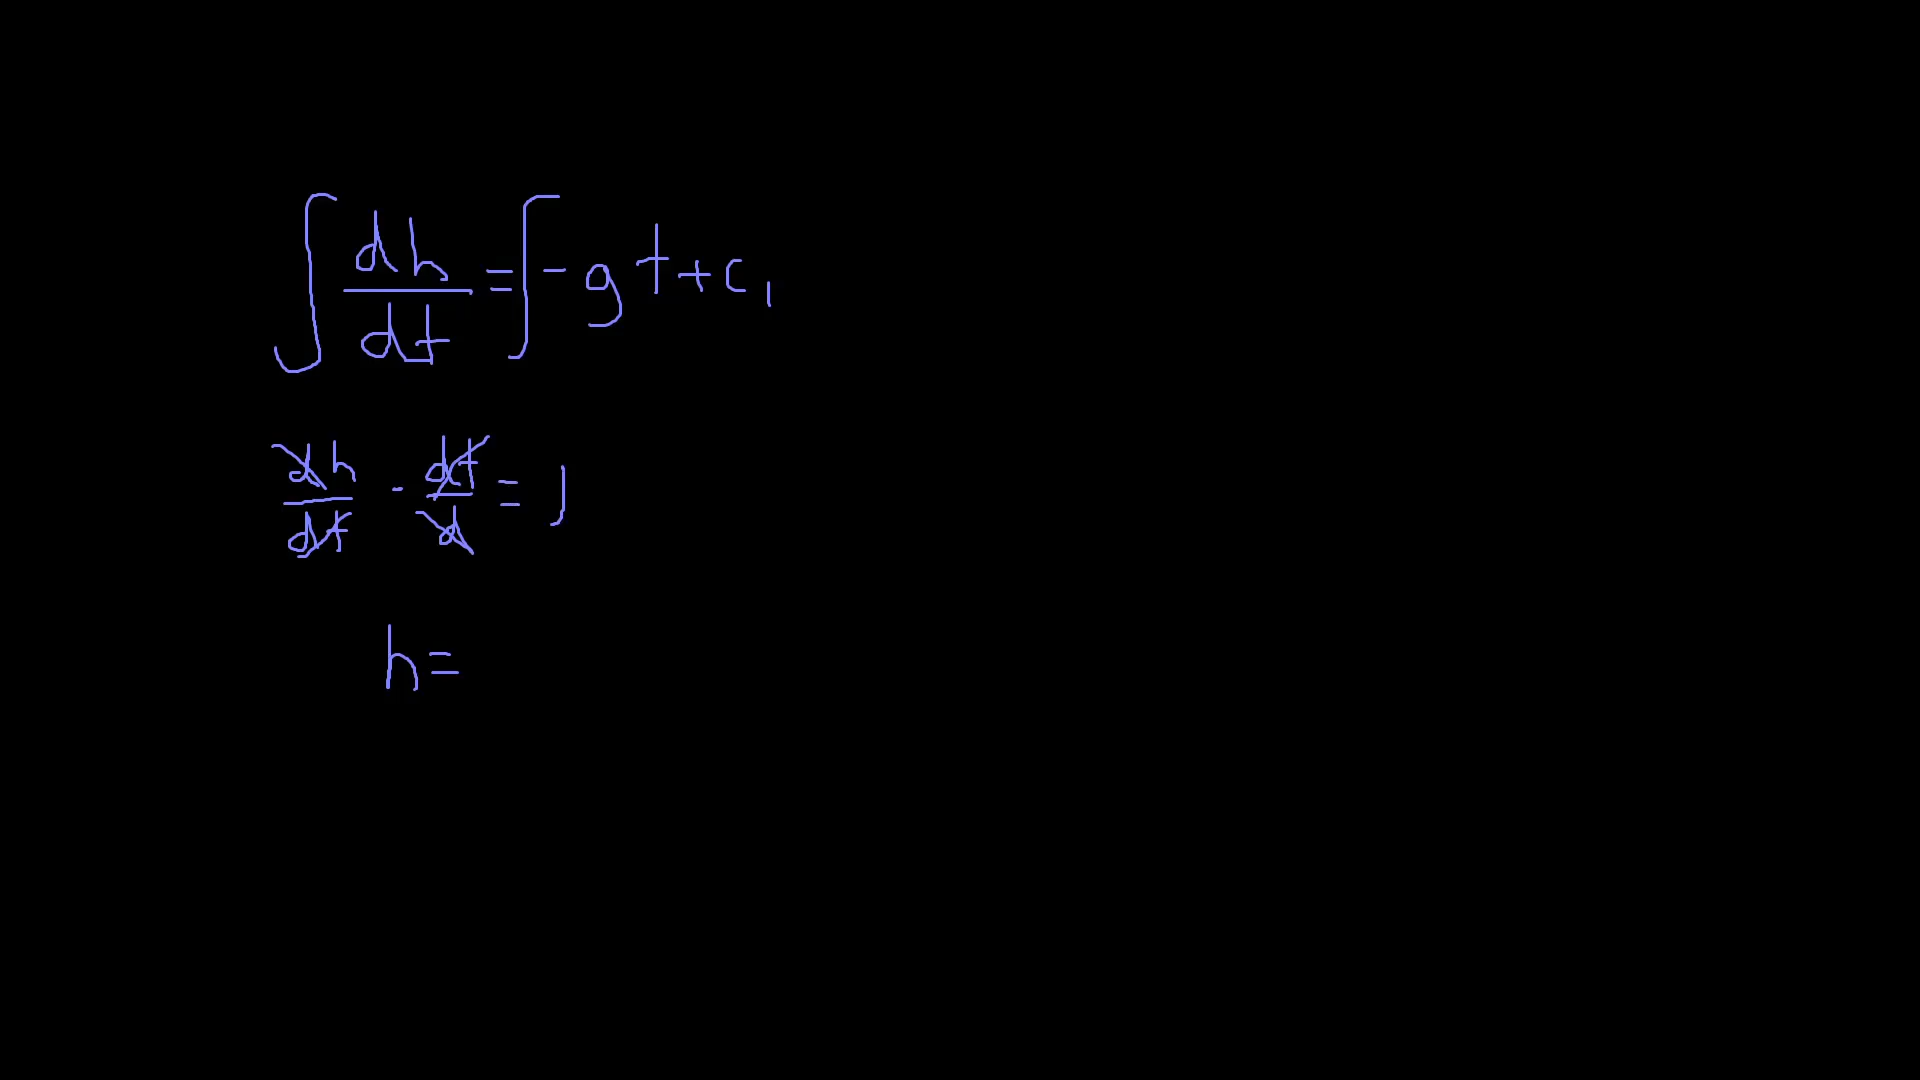 ∫ dh/dt = ∫ -gt + c₁
dh/dt - dt/d = ∫
h =